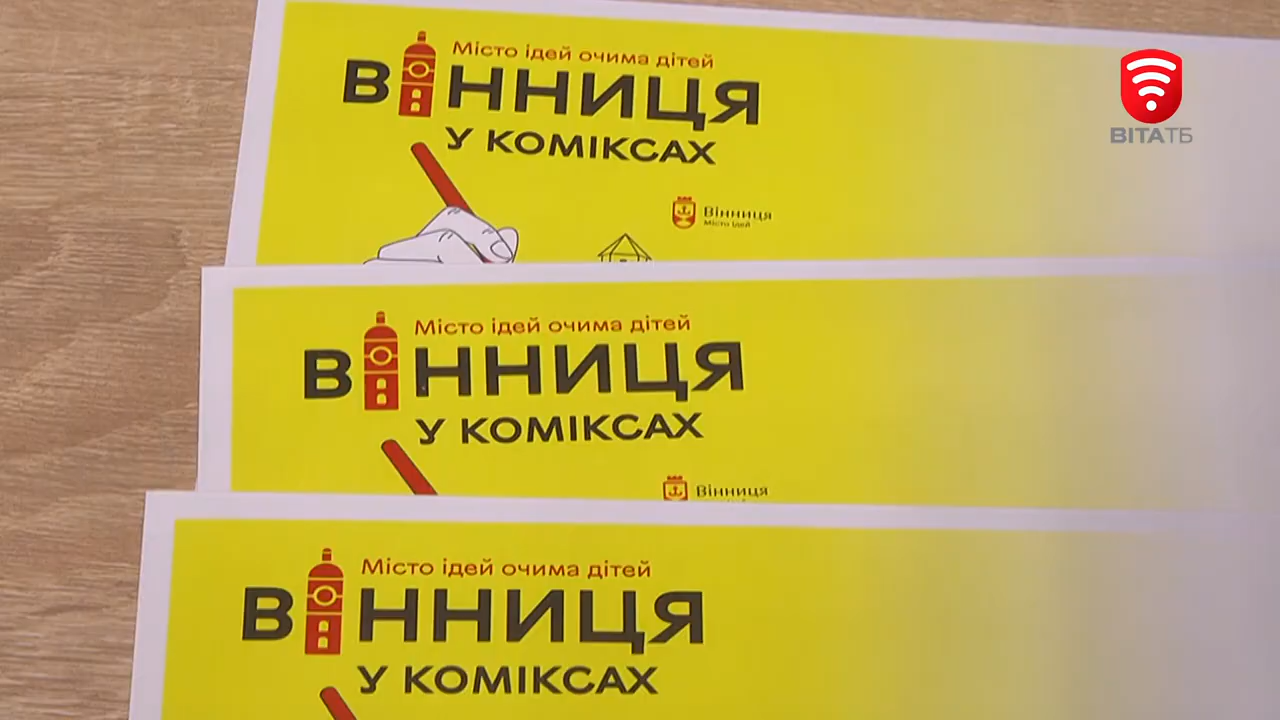 Місто ідей очима дітей
ВІННИЦЯ
У КОМІКСАХ
Вінниця
Місто ідей
ВІТАТБ
Місто ідей очима дітей
ВІННИЦЯ
У КОМІКСАХ
Вінниця
Місто ідей очима дітей
ВІННИЦЯ
У КОМІКСАХ